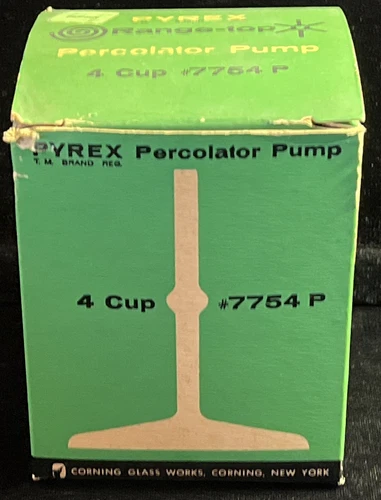 PYREX
Range-top
Percolator Pump
4 Cup #7754 P
PYREX Percolator Pump
T. M. BRAND REG.
4 Cup #7754 P
CORNING GLASS WORKS, CORNING, NEW YORK